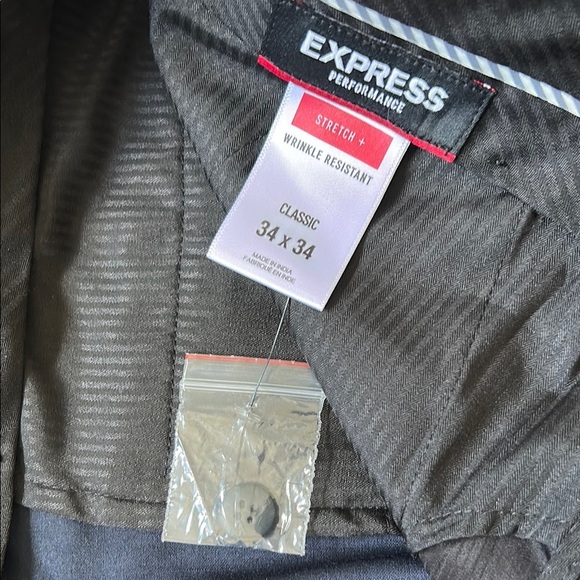 EXPRESS
PERFORMANCE
STRETCH +
WRINKLE RESISTANT
CLASSIC
34 x 34
MADE IN INDIA
FABRIQUÉ EN INDE